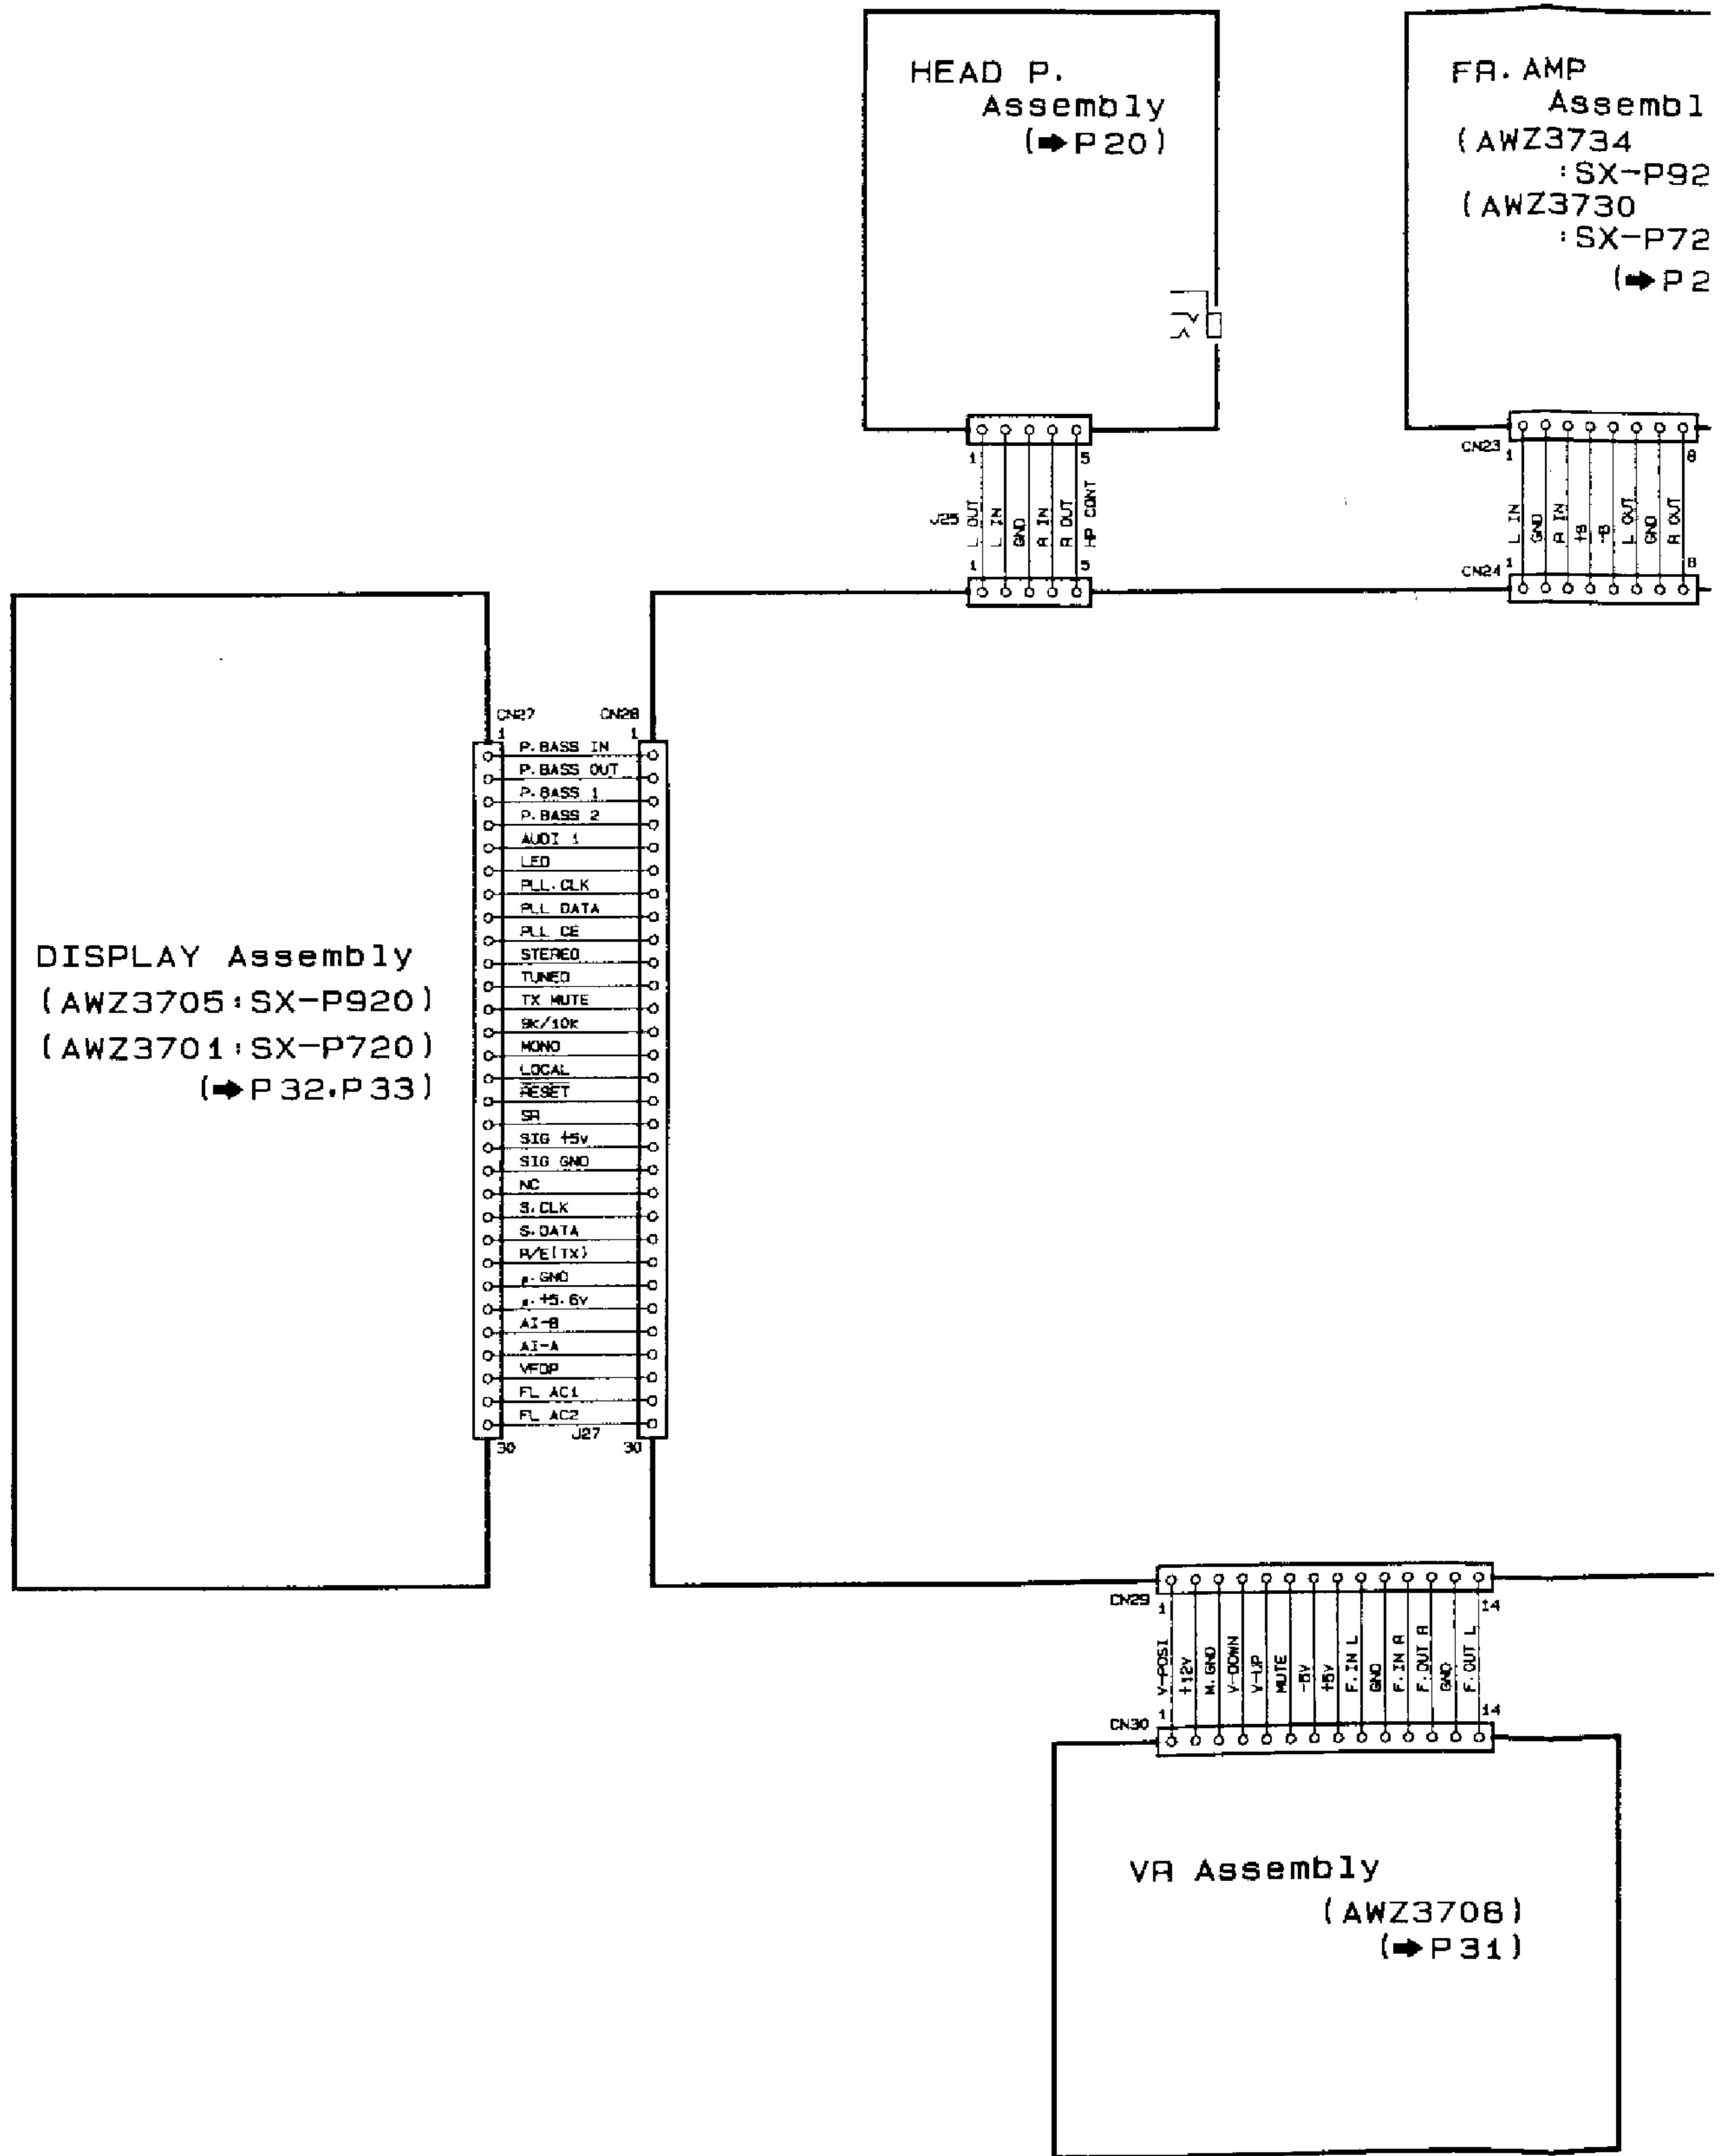 HEAD P.
Assembly
(➡P20)
FR. AMP
Assembl
(AWZ3734
:SX-P92
(AWZ3730
:SX-P72
(➡P2
1 5
J25
L OUT
L IN
GND
R IN
R OUT
HP CONT
1 5
CN23
1 8
L IN
GND
R IN
+B
-B
L OUT
GND
R OUT
CN24
1 8
CN27 CN28
1 1
P.BASS IN
P.BASS OUT
P.BASS 1
P.BASS 2
AUDI 1
LED
PLL.CLK
PLL DATA
PLL CE
STEREO
TUNED
TX MUTE
9K/10K
MONO
LOCAL
RESET
SR
SIG +5V
SIG GND
NC
S.CLK
S.DATA
R/E(TX)
μ.GND
μ.+5.6V
AI-B
AI-A
VFDP
FL AC1
FL AC2
J27
30 30
DISPLAY Assembly
(AWZ3705:SX-P920)
(AWZ3701:SX-P720)
(➡P32,P33)
CN29
1 14
V-POSI
+12V
M.GND
V-DOWN
V-UP
MUTE
-5V
+5V
F.IN L
GND
F.IN R
F.OUT R
GND
F.OUT L
CN30
1 14
VR Assembly
(AWZ3708)
(➡P31)